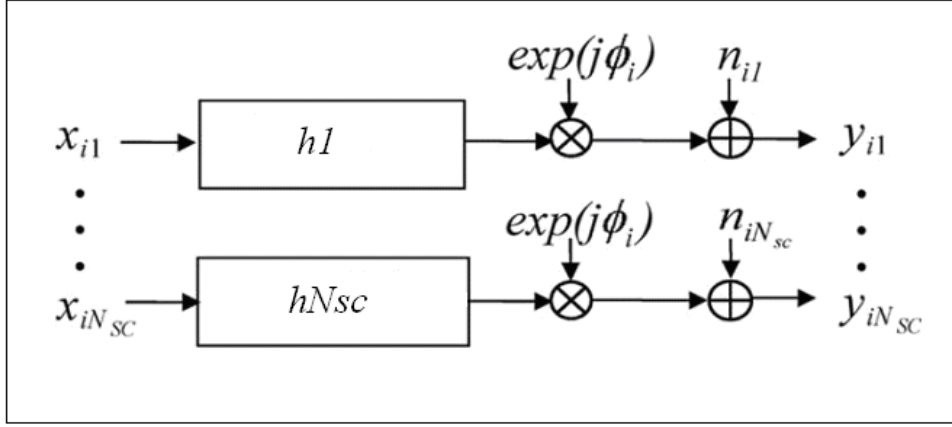 exp(jϕi) ni1
xi1 h1 yi1
exp(jϕi) niNsc
xiNSC hNsc yiNSC